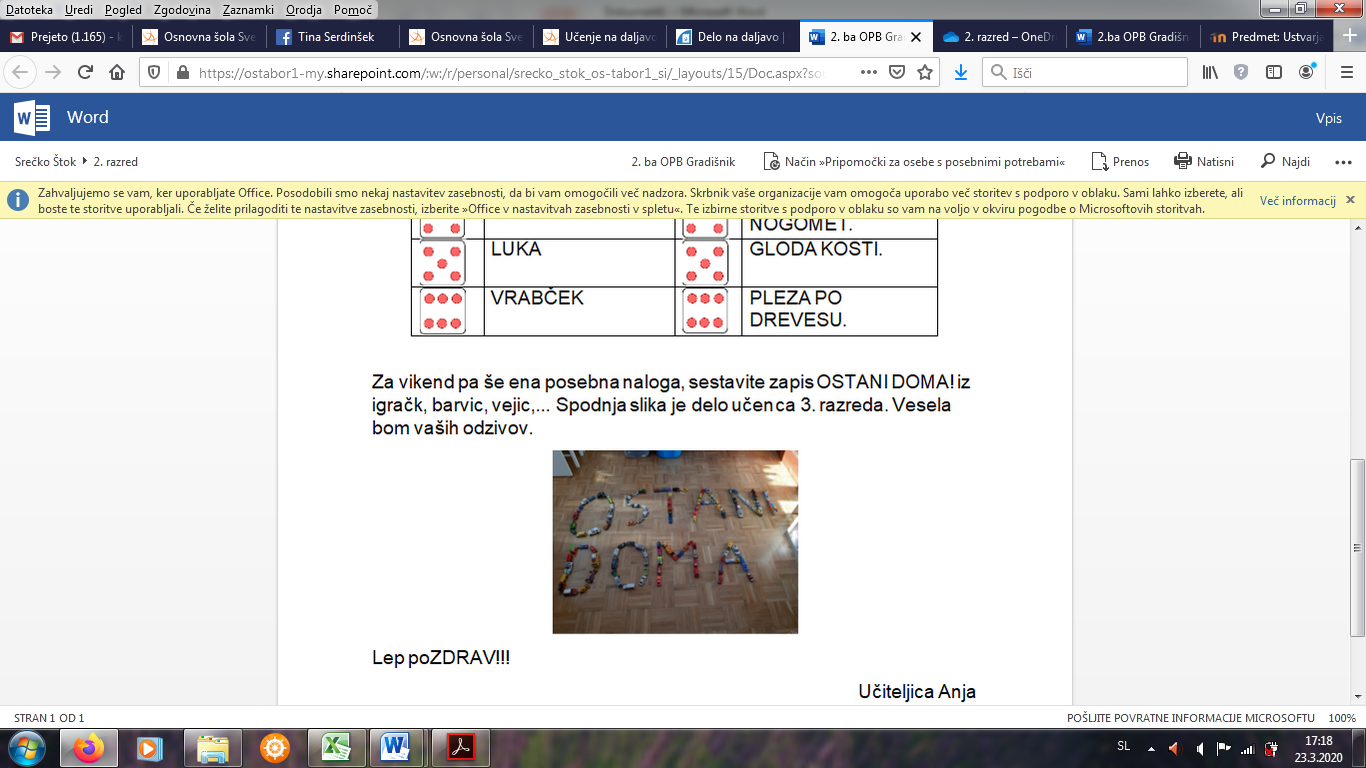 Datoteka Uredi Pogled Zgodovina Zaznamki Orodja Pomoč
Prejeto (1.165) - k
Osnovna šola Sve
Tina Serdinšek
Osnovna šola Sve
Učenje na daljavo
Delo na daljavo |
2. ba OPB Gra
2. razred – OneDr
2.ba OPB Gradišn
Predmet: Ustvarja
https://ostabor1-my.sharepoint.com/:w:/r/personal/srecko_stok_os-tabor1_si/_layouts/15/Doc.aspx?so
Išči
Word
Vpis
Srečko Štok 2. razred
2. ba OPB Gradišnik
Način »Pripomočki za osebe s posebnimi potrebami«
Prenos
Natisni
Najdi
Zahvaljujemo se vam, ker uporabljate Office. Posodobili smo nekaj nastavitev zasebnosti, da bi vam omogočili več nadzora. Skrbnik vaše organizacije vam omogoča uporabo več storitev s podporo v oblaku. Sami lahko izberete, ali
boste te storitve uporabljali. Če želite prilagoditi te nastavitve zasebnosti, izberite »Office v nastavitvah zasebnosti v spletu«. Te izbirne storitve s podporo v oblaku so vam na voljo v okviru pogodbe o Microsoftovih storitvah.
Več informacij
NOGOMET.
LUKA
GLODA KOSTI.
VRABČEK
PLEZA PO
DREVESU.
Za vikend pa še ena posebna naloga, sestavite zapis OSTANI DOMA! iz
igračk, barvic, vejic,... Spodnja slika je delo učenca 3. razreda. Vesela
bom vaših odzivov.
OSTANI
DOMA
Lep poZDRAV!!!
Učiteljica Anja
STRAN 1 OD 1
POŠLJITE POVRATNE INFORMACIJE MICROSOFTU 100%
SL
17:18
23.3.2020